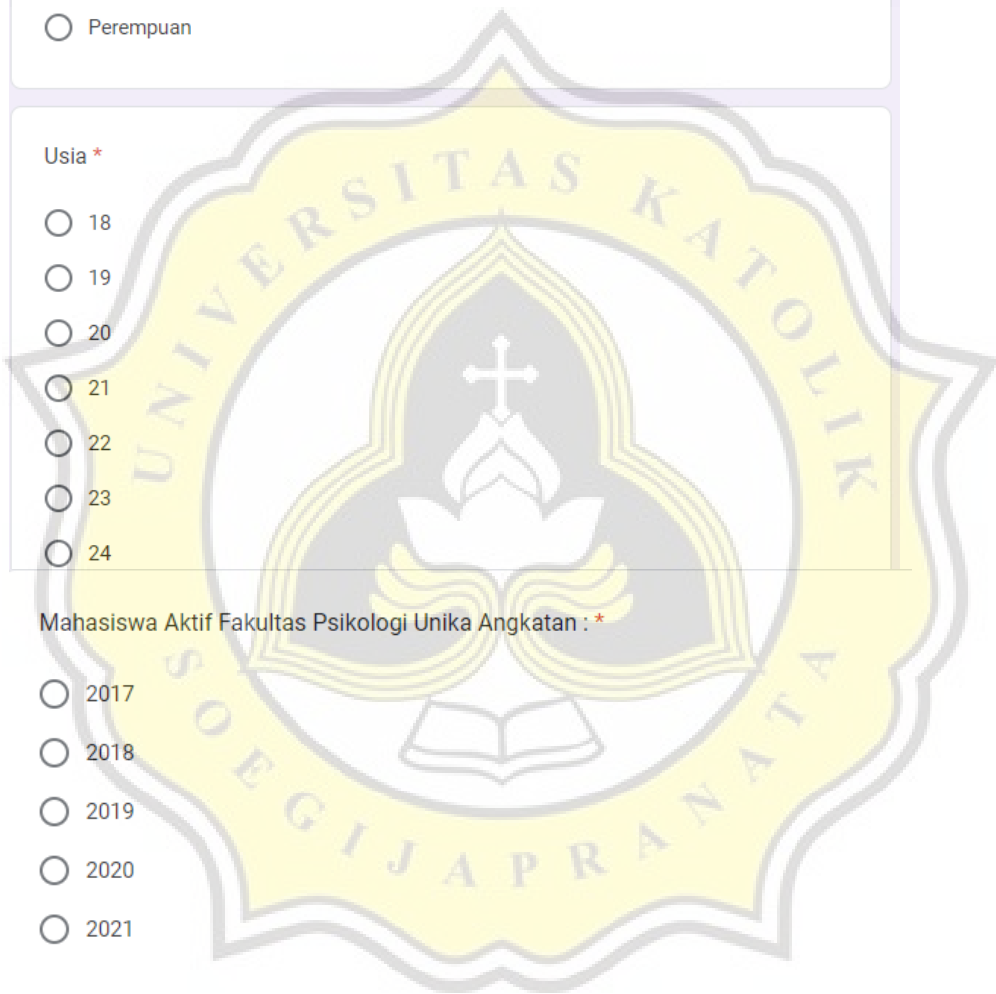 Perempuan
Usia *
18
19
20
21
22
23
24
Mahasiswa Aktif Fakultas Psikologi Unika Angkatan : *
2017
2018
2019
2020
2021
UNIVERSITAS KATOLIK
SOEGIJAPRANATA